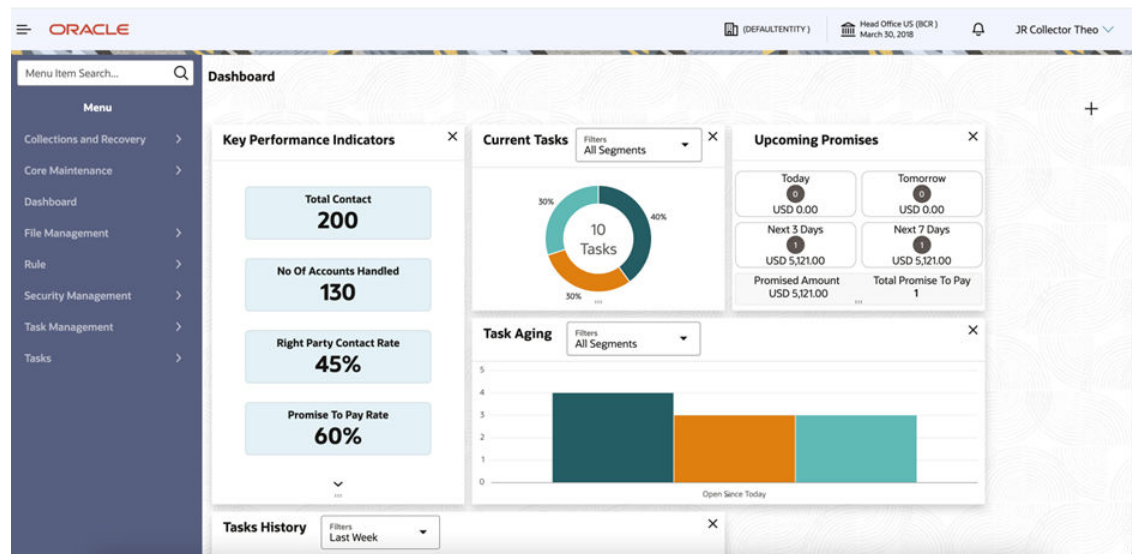 ORACLE
(DEFAULTENTITY)
Head Office US (BCR )
March 30, 2018
JR Collector Theo
Menu Item Search...
Menu
Collections and Recovery
Core Maintenance
Dashboard
File Management
Rule
Security Management
Task Management
Tasks
Dashboard
Key Performance Indicators
Total Contact
200
No Of Accounts Handled
130
Right Party Contact Rate
45%
Promise To Pay Rate
60%
Current Tasks
Filters
All Segments
30%
40%
10
Tasks
30%
Upcoming Promises
Today
0
USD 0.00
Tomorrow
0
USD 0.00
Next 3 Days
1
USD 5,121.00
Next 7 Days
1
USD 5,121.00
Promised Amount
USD 5,121.00
Total Promise To Pay
1
Task Aging
Filters
All Segments
5
4
3
2
1
0
Open Since Today
Tasks History
Filters
Last Week